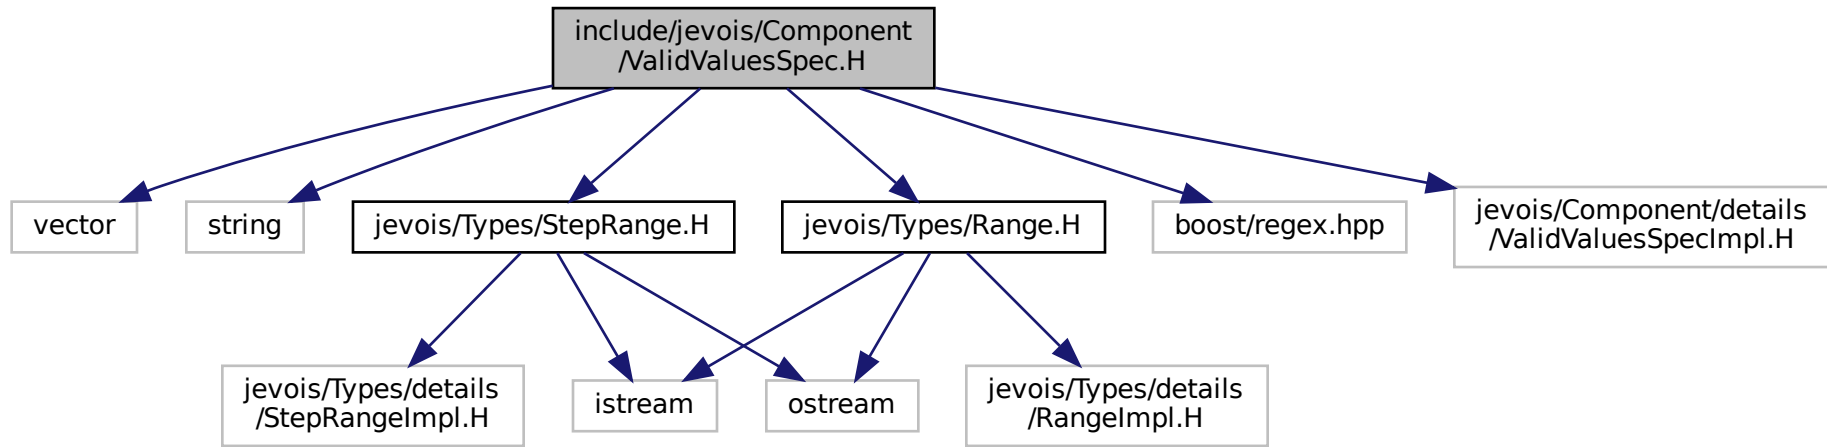 include/jevois/Component
/ValidValuesSpec.H
vector
string
jevois/Types/StepRange.H
jevois/Types/Range.H
boost/regex.hpp
jevois/Component/details
/ValidValuesSpecImpl.H
jevois/Types/details
/StepRangeImpl.H
istream
ostream
jevois/Types/details
/RangeImpl.H